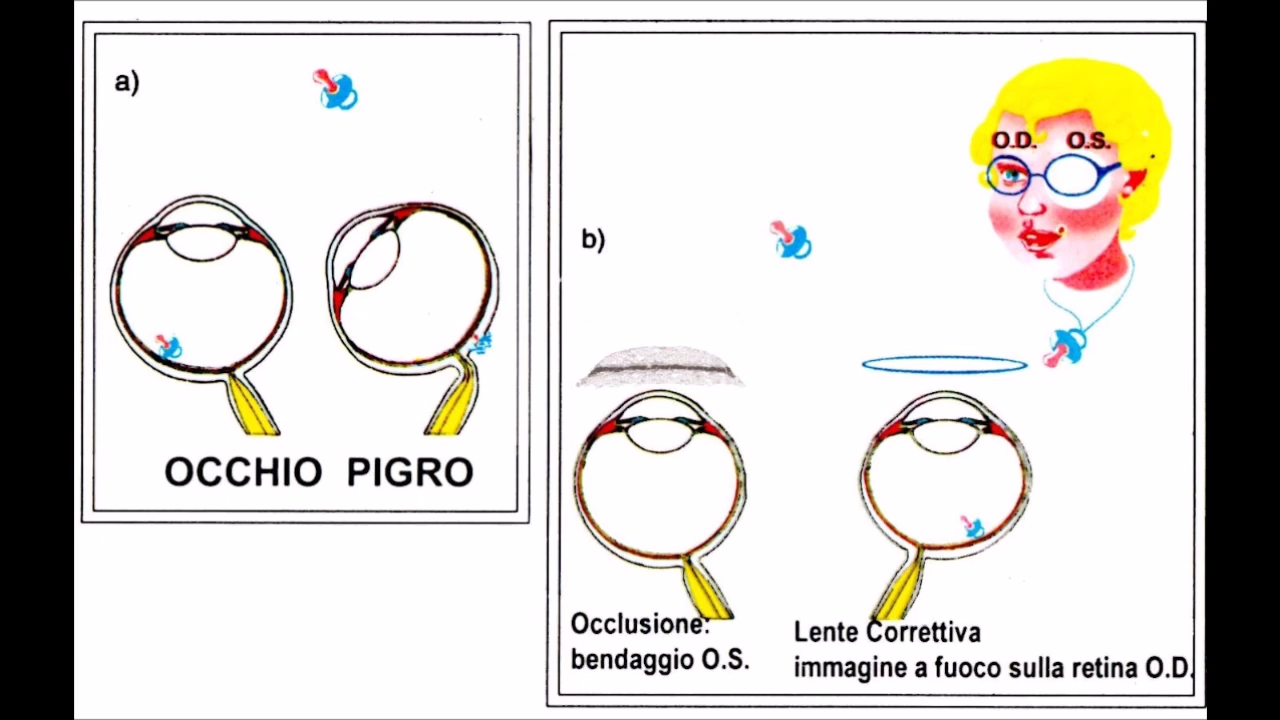 a)
OCCHIO PIGRO
O.D. O.S.
b)
Occlusione:
bendaggio O.S.
Lente Correttiva
immagine a fuoco sulla retina O.D.